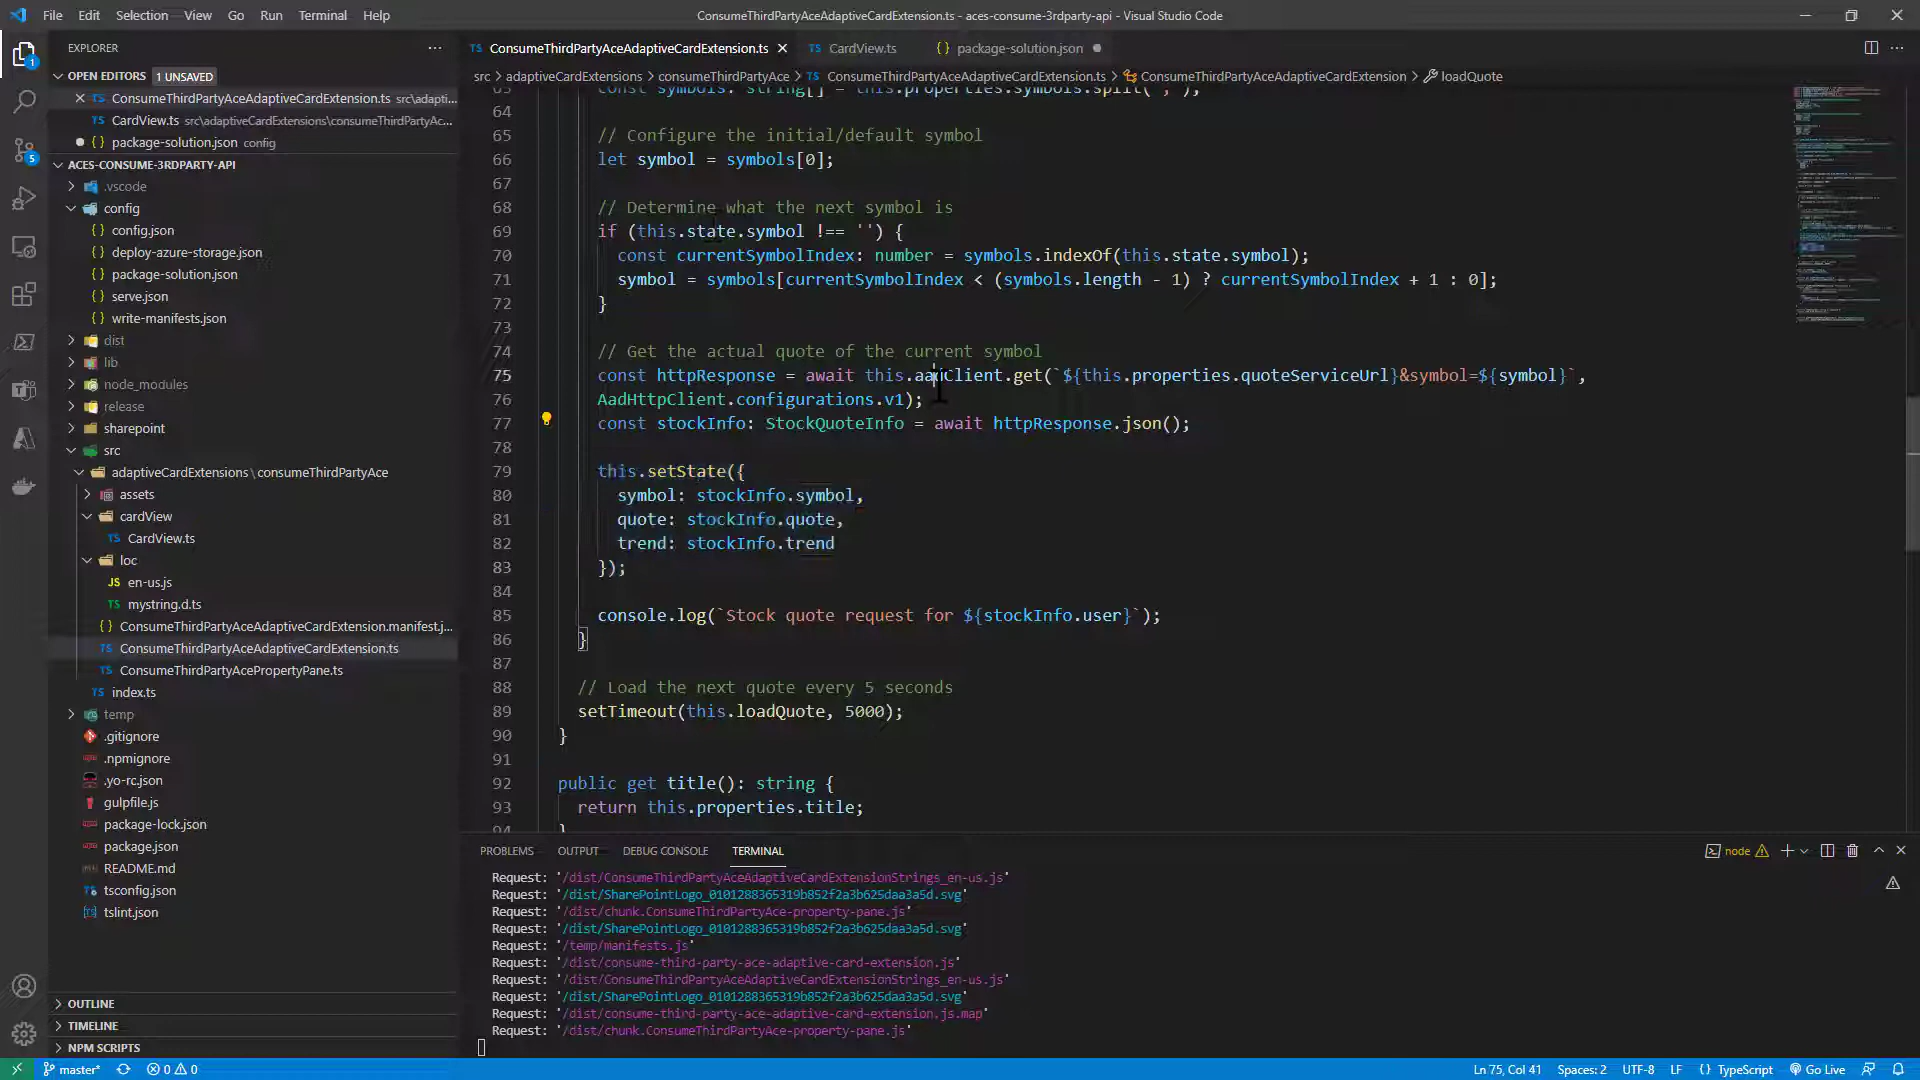 File Edit Selection View Go Run Terminal Help
ConsumeThirdPartyAceAdaptiveCardExtension.ts - aces-consume-3rdparty-api - Visual Studio Code
EXPLORER
OPEN EDITORS 1 UNSAVED
ConsumeThirdPartyAceAdaptiveCardExtension.ts src\adapti...
CardView.ts src\adaptiveCardExtensions\consumeThirdPartyAc...
package-solution.json config
ACES-CONSUME-3RDPARTY-API
.vscode
config
config.json
deploy-azure-storage.json
package-solution.json
serve.json
write-manifests.json
dist
lib
node_modules
release
sharepoint
src
adaptiveCardExtensions\consumeThirdPartyAce
assets
cardView
CardView.ts
loc
en-us.js
mystring.d.ts
ConsumeThirdPartyAceAdaptiveCardExtension.manifest.j...
ConsumeThirdPartyAceAdaptiveCardExtension.ts
ConsumeThirdPartyAcePropertyPane.ts
index.ts
temp
.gitignore
.npmignore
.yo-rc.json
gulpfile.js
package-lock.json
package.json
README.md
tsconfig.json
tslint.json
OUTLINE
TIMELINE
NPM SCRIPTS
ConsumeThirdPartyAceAdaptiveCardExtension.ts CardView.ts package-solution.json
src > adaptiveCardExtensions > consumeThirdPartyAce > ConsumeThirdPartyAceAdaptiveCardExtension.ts > ConsumeThirdPartyAceAdaptiveCardExtension > loadQuote
63 const symbols: string[] = this.properties.symbols.split(',');
64
65 // Configure the initial/default symbol
66 let symbol = symbols[0];
67
68 // Determine what the next symbol is
69 if (this.state.symbol !== '') {
70 const currentSymbolIndex: number = symbols.indexOf(this.state.symbol);
71 symbol = symbols[currentSymbolIndex < (symbols.length - 1) ? currentSymbolIndex + 1 : 0];
72 }
73
74 // Get the actual quote of the current symbol
75 const httpResponse = await this.aadClient.get(`${this.properties.quoteServiceUrl}&symbol=${symbol}`,
76 AadHttpClient.configurations.v1);
77 const stockInfo: StockQuoteInfo = await httpResponse.json();
78
79 this.setState({
80 symbol: stockInfo.symbol,
81 quote: stockInfo.quote,
82 trend: stockInfo.trend
83 });
84
85 console.log(`Stock quote request for ${stockInfo.user}`);
86 }
87
88 // Load the next quote every 5 seconds
89 setTimeout(this.loadQuote, 5000);
90 }
91
92 public get title(): string {
93 return this.properties.title;
94 }
PROBLEMS OUTPUT DEBUG CONSOLE TERMINAL
node
Request: '/dist/ConsumeThirdPartyAceAdaptiveCardExtensionStrings_en-us.js'
Request: '/dist/SharePointLogo_0101288365319b852f2a3b625daa3a5d.svg'
Request: '/dist/chunk.ConsumeThirdPartyAce-property-pane.js'
Request: '/dist/SharePointLogo_0101288365319b852f2a3b625daa3a5d.svg'
Request: '/temp/manifests.js'
Request: '/dist/consume-third-party-ace-adaptive-card-extension.js'
Request: '/dist/ConsumeThirdPartyAceAdaptiveCardExtensionStrings_en-us.js'
Request: '/dist/SharePointLogo_0101288365319b852f2a3b625daa3a5d.svg'
Request: '/dist/consume-third-party-ace-adaptive-card-extension.js.map'
Request: '/dist/chunk.ConsumeThirdPartyAce-property-pane.js'
master* 0 0
Ln 75, Col 41 Spaces: 2 UTF-8 LF TypeScript Go Live